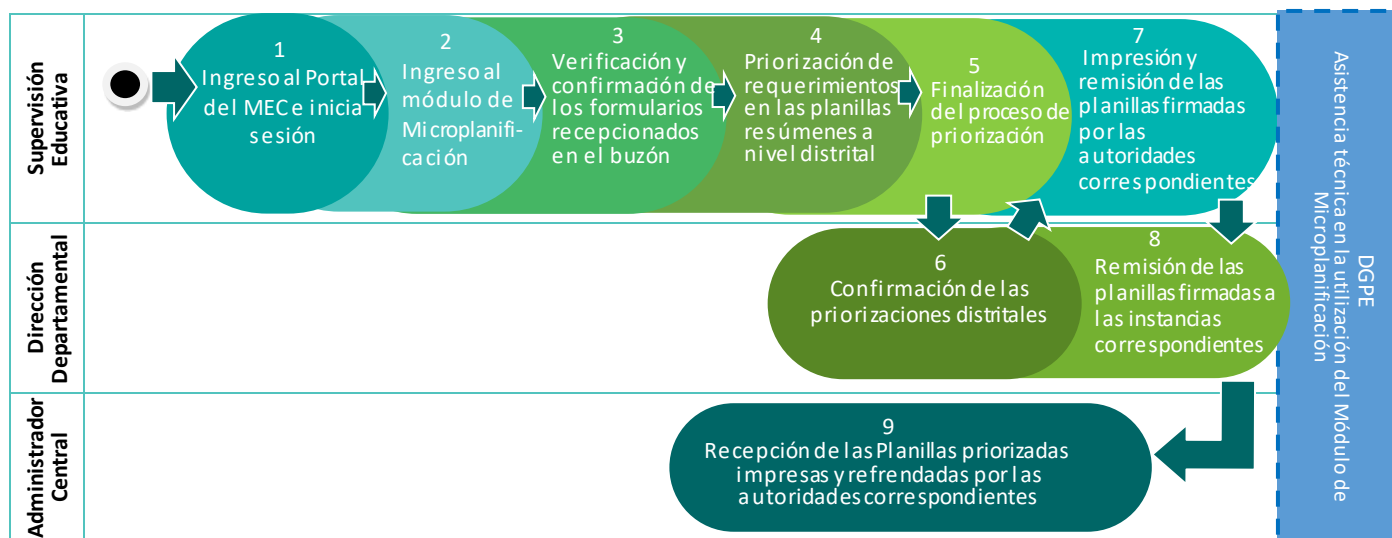 Supervisión
Educativa
1
Ingreso al Portal
del MEC e inicia
sesión
2
Ingreso al
módulo de
Microplanifi-
cación
3
Verificación y
confirmación de
los formularios
recepcionados
en el buzón
4
Priorización de
requerimientos
en las planillas
resúmenes a
nivel distrital
5
Finalización
del proceso de
priorización
7
Impresión y
remisión de las
planillas firmadas
por las
autoridades
correspondientes
Dirección
Departamental
6
Confirmación de las
priorizaciones distritales
8
Remisión de las
planillas firmadas a
las instancias
correspondientes
Administrador
Central
9
Recepción de las Planillas priorizadas
impresas y refrendadas por las
autoridades correspondientes
DGPE
Asistencia técnica en la utilización del Módulo de
Microplanificación